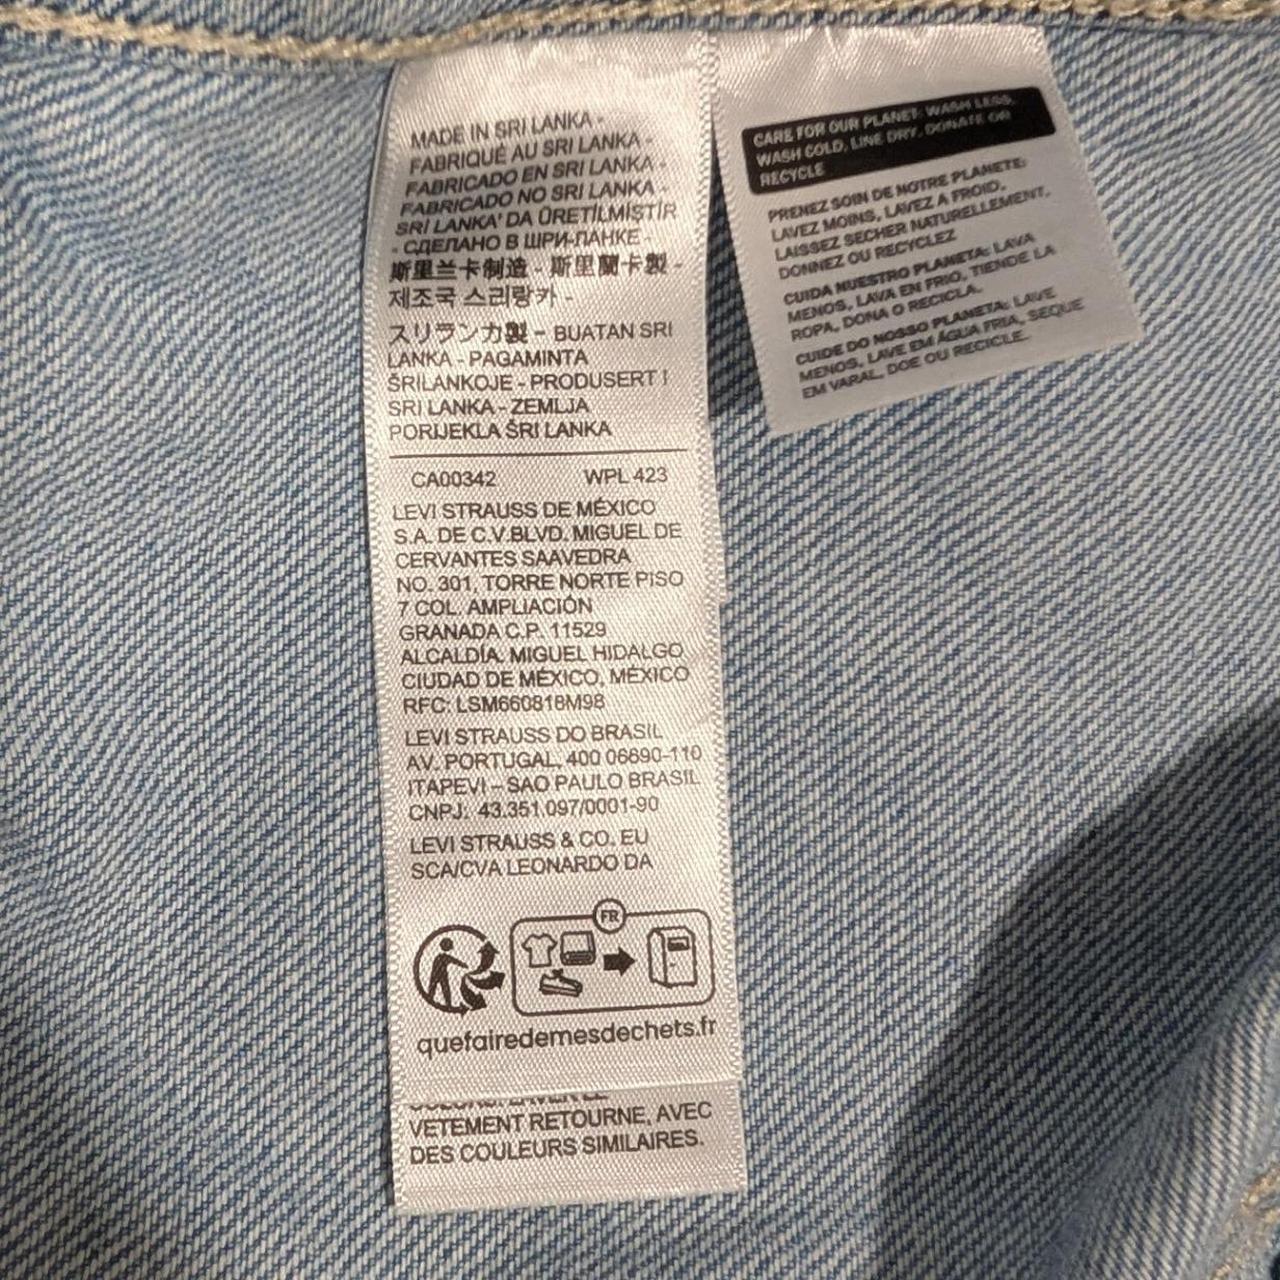 MADE IN SRI LANKA -
FABRIQUÉ AU SRI LANKA -
FABRICADO EN SRI LANKA -
FABRICADO NO SRI LANKA -
SRI LANKA' DA ÜRETİLMİSTİR
- СДЕЛАНО В ШРИ-ЛАНКЕ -
斯里兰卡制造 - 斯里蘭卡製 -
제조국 스리랑카 -
スリランカ製 - BUATAN SRI
LANKA - PAGAMINTA
ŠRILANKOJE - PRODUSERT I
SRI LANKA - ZEMLJA
PORIJEKLA ŠRI LANKA
CA00342 WPL 423
LEVI STRAUSS DE MÉXICO
S.A. DE C.V.BLVD. MIGUEL DE
CERVANTES SAAVEDRA
NO. 301, TORRE NORTE PISO
7 COL. AMPLIACIÓN
GRANADA C.P. 11529
ALCALDÍA. MIGUEL HIDALGO
CIUDAD DE MÉXICO, MÉXICO
RFC: LSM660818M98
LEVI STRAUSS DO BRASIL
AV. PORTUGAL, 400 06690-110
ITAPEVI – SAO PAULO BRASIL
CNPJ: 43.351.097/0001-90
LEVI STRAUSS & CO. EU
SCA/CVA LEONARDO DA
FR
quefairedemesdechets.fr
VETEMENT RETOURNE, AVEC
DES COULEURS SIMILAIRES.
CARE FOR OUR PLANET: WASH LESS,
WASH COLD, LINE DRY, DONATE OR
RECYCLE
PRENEZ SOIN DE NOTRE PLANETE:
LAVEZ MOINS, LAVEZ A FROID,
LAISSEZ SECHER NATURELLEMENT,
DONNEZ OU RECYCLEZ
CUIDA NUESTRO PLANETA: LAVA
MENOS, LAVA EN FRIO, TIENDE LA
ROPA, DONA O RECICLA.
CUIDE DO NOSSO PLANETA: LAVE
MENOS, LAVE EM ÁGUA FRIA, SEQUE
EM VARAL, DOE OU RECICLE.